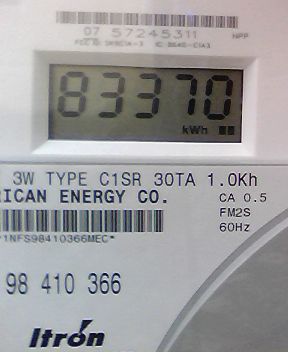 07 57245311 NPP
83370
kWh
3W TYPE C1SR 30TA 1.0Kh
RICAN ENERGY CO. CA 0.5
FM2S
60Hz
98 410 366
Itron